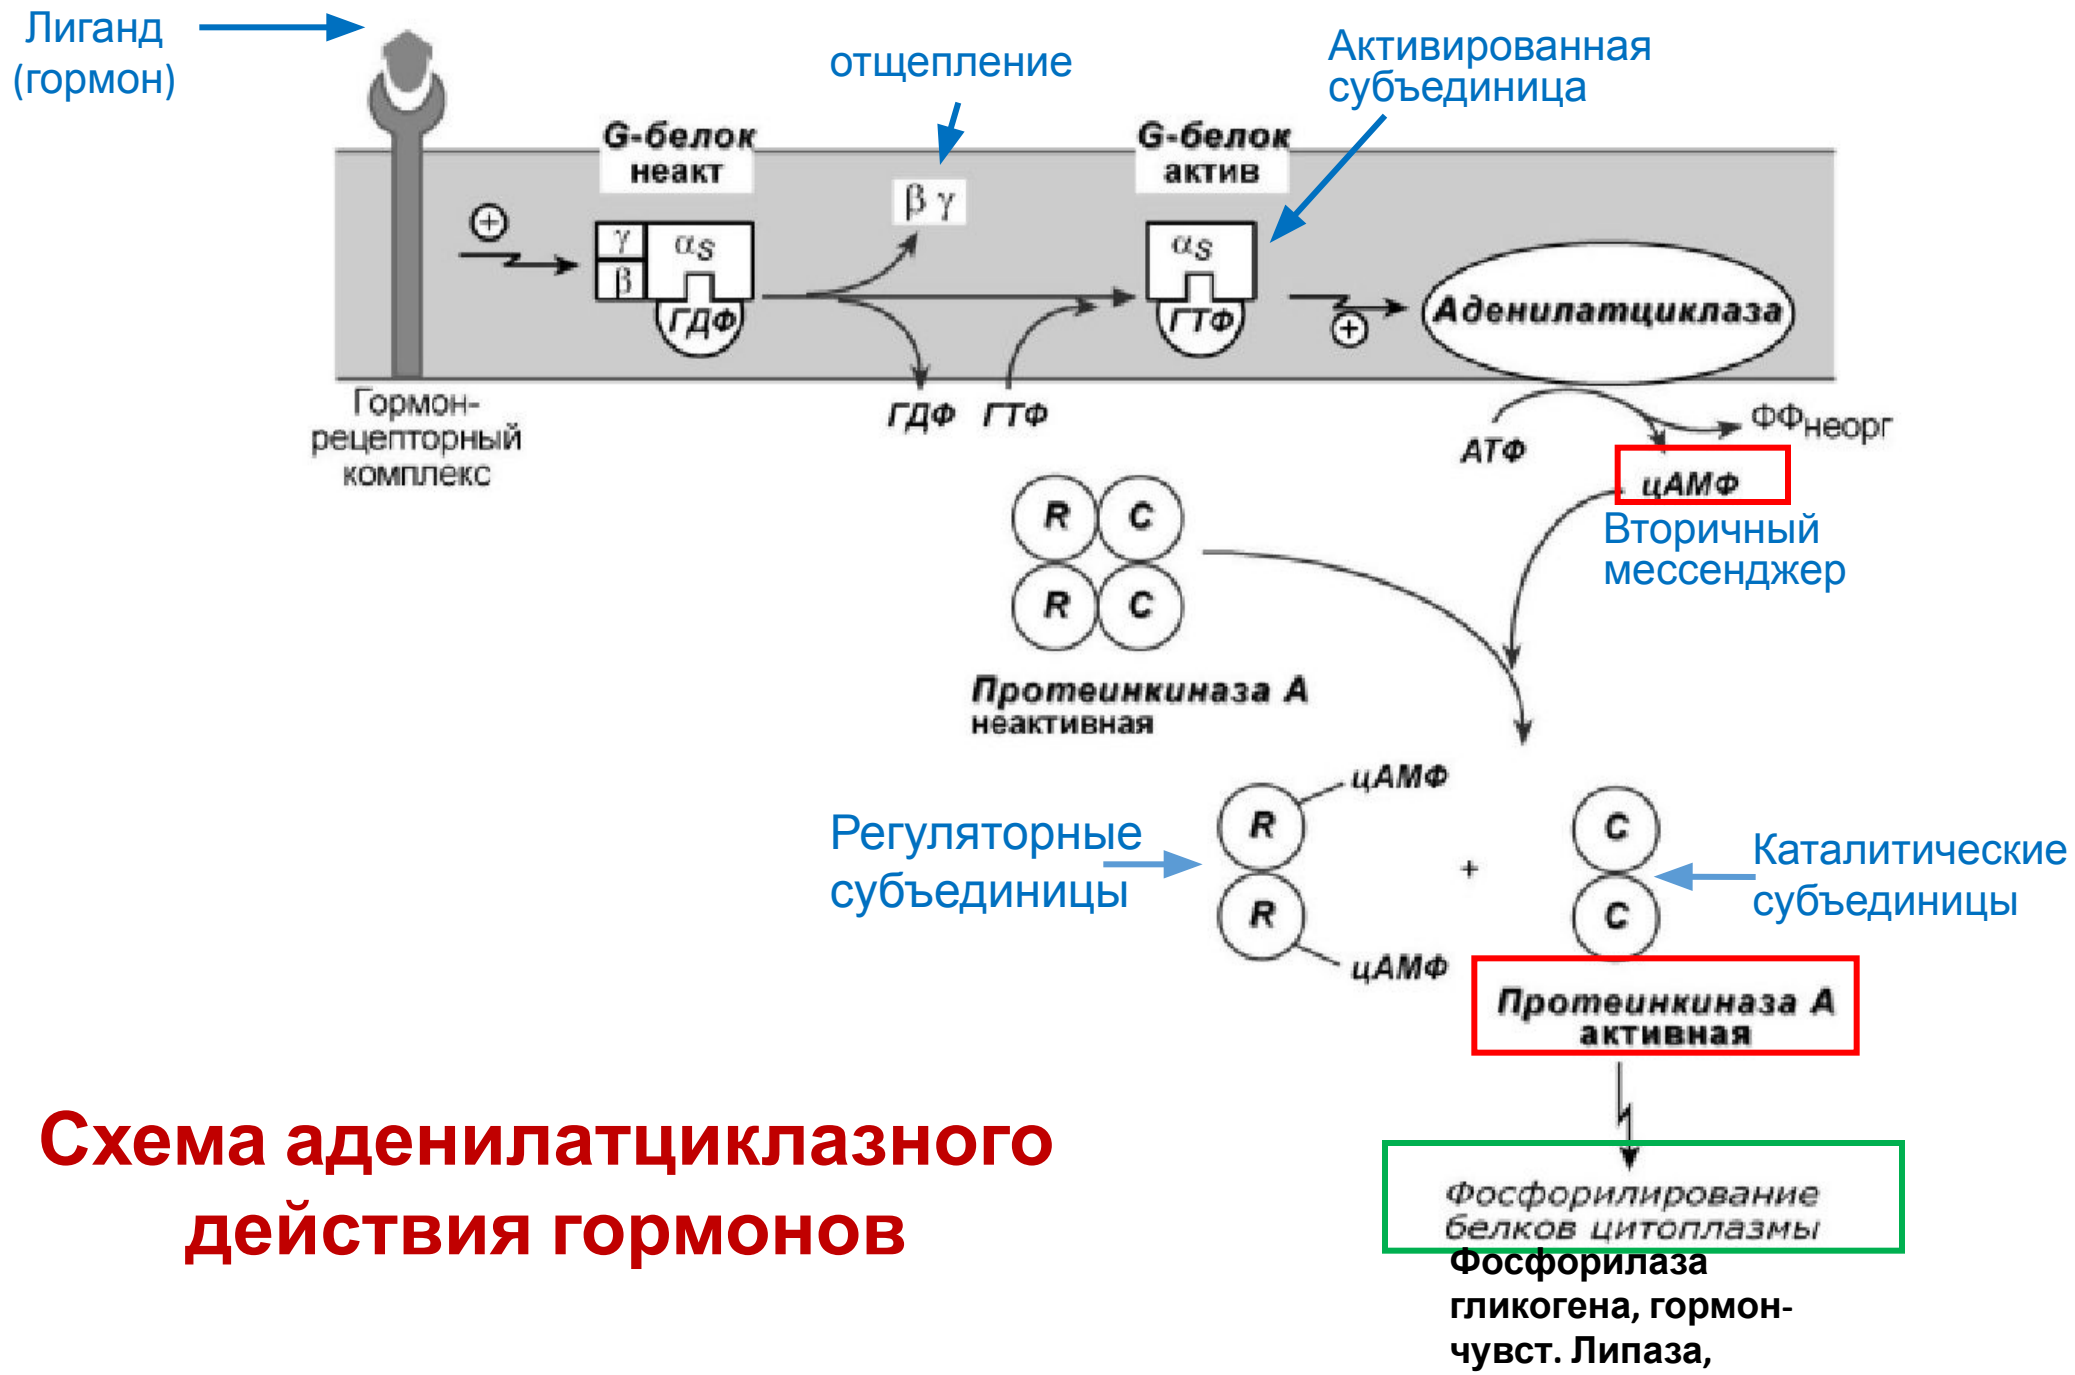 Лиганд
(гормон)
отщепление
Активированная
субъединица
G-белок
неакт
G-белок
актив
β γ
+
γ
αs
β
ГДФ
αs
ГТФ
+
Аденилатциклаза
Гормон-
рецепторный
комплекс
ГДФ
ГТФ
АТФ
ФФнеорг
цАМФ
Вторичный
мессенджер
R C
R C
Протеинкиназа А
неактивная
цАМФ
R
R
цАМФ
+
C
C
Регуляторные
субъединицы
Каталитические
субъединицы
Протеинкиназа А
активная
Схема аденилатциклазного
действия гормонов
Фосфорилирование
белков цитоплазмы
Фосфорилаза
гликогена, гормон-
чувст. Липаза,